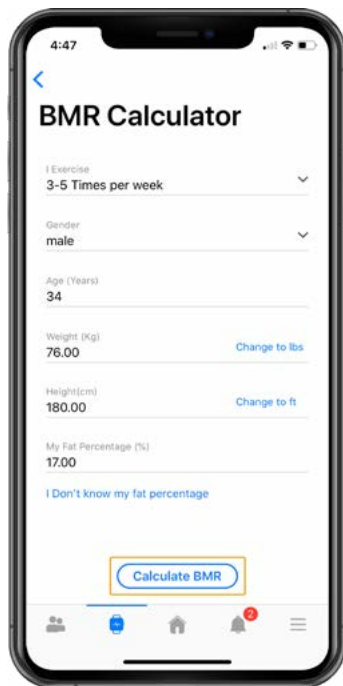 4:47
BMR Calculator
I Exercise
3-5 Times per week
Gender
male
Age (Years)
34
Weight (Kg)
76.00
Change to lbs
Height(cm)
180.00
Change to ft
My Fat Percentage (%)
17.00
I Don't know my fat percentage
Calculate BMR
2